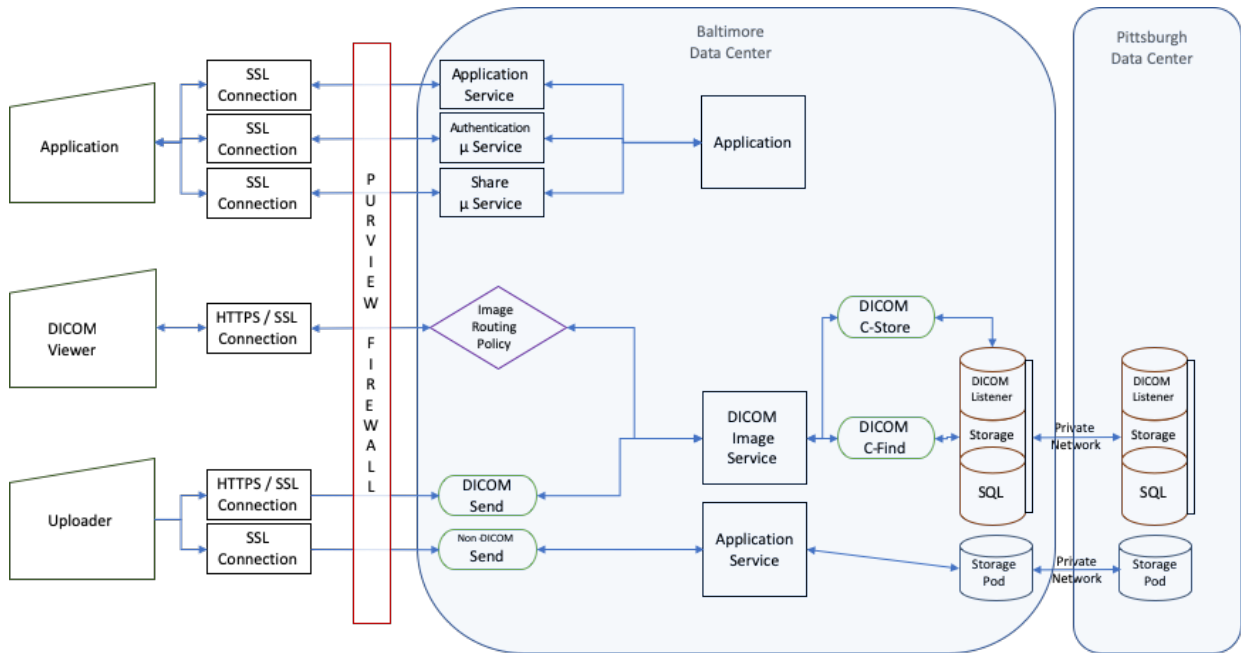 Baltimore
Data Center
Pittsburgh
Data Center
SSL
Connection
Application
Service
SSL
Connection
Authentication
µ Service
Application
Application
SSL
Connection
Share
µ Service
PURVIEW FIREWALL
DICOM
Viewer
HTTPS / SSL
Connection
Image
Routing
Policy
DICOM
C-Store
DICOM
Listener
Storage
SQL
DICOM
Listener
Storage
SQL
DICOM
Image
Service
DICOM
C-Find
Private
Network
Uploader
HTTPS / SSL
Connection
DICOM
Send
SSL
Connection
Non-DICOM
Send
Application
Service
Storage
Pod
Private
Network
Storage
Pod